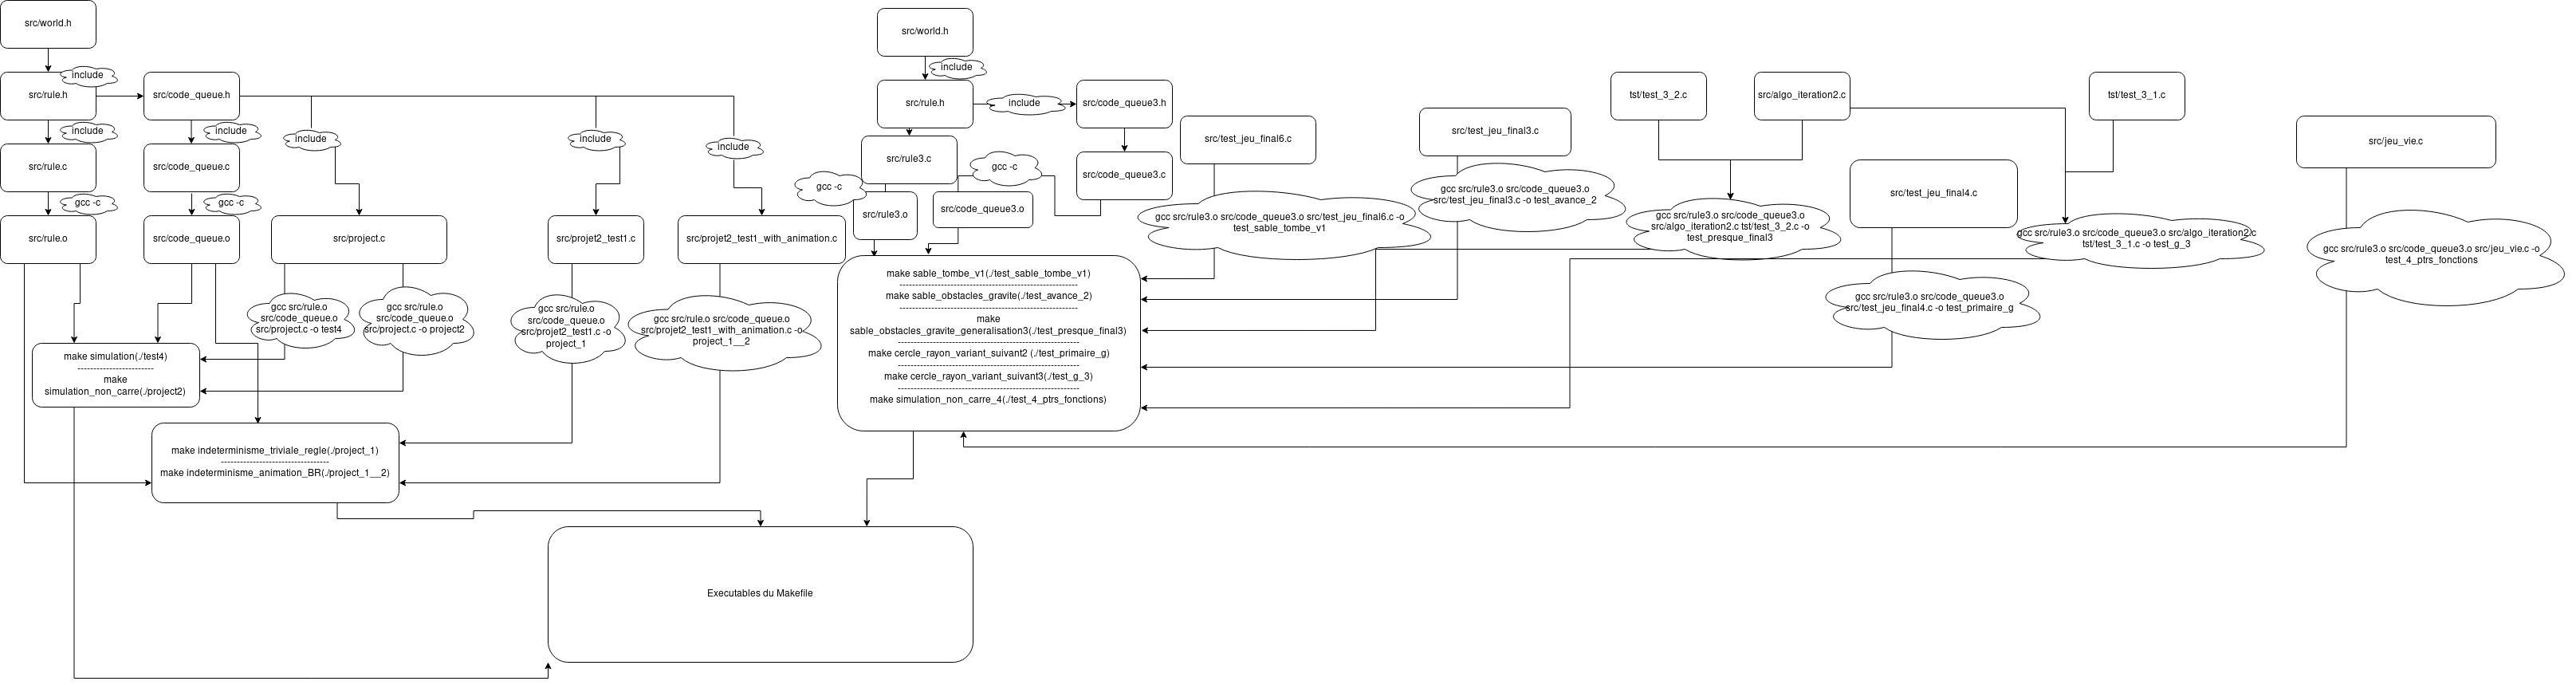 src/world.h
include
src/rule.h
src/code_queue.h
include
include
include
include
include
src/rule.c
src/code_queue.c
gcc -c
gcc -c
src/rule.o
src/code_queue.o
src/project.c
src/projet2_test1.c
src/projet2_test1_with_animation.c
gcc src/rule.o
src/code_queue.o
src/project.c -o test4
gcc src/rule.o
src/code_queue.o
src/project.c -o project2
gcc src/rule.o
src/code_queue.o
src/projet2_test1.c -o
project_1
gcc src/rule.o src/code_queue.o
src/projet2_test1_with_animation.c -o
project_1__2
make simulation(./test4)
------------------------
make
simulation_non_carre(./project2)
make indeterminisme_triviale_regle(./project_1)
----------------------------------
make indeterminisme_animation_BR(./project_1__2)
src/world.h
include
src/rule.h
include
src/code_queue3.h
src/rule3.c
gcc -c
gcc -c
src/code_queue3.c
src/rule3.o
src/code_queue3.o
src/test_jeu_final6.c
gcc src/rule3.o src/code_queue3.o src/test_jeu_final6.c -o
test_sable_tombe_v1
src/test_jeu_final3.c
gcc src/rule3.o src/code_queue3.o
src/test_jeu_final3.c -o test_avance_2
tst/test_3_2.c
src/algo_iteration2.c
tst/test_3_1.c
gcc src/rule3.o src/code_queue3.o
src/algo_iteration2.c tst/test_3_2.c -o
test_presque_final3
src/test_jeu_final4.c
gcc src/rule3.o src/code_queue3.o
src/test_jeu_final4.c -o test_primaire_g
gcc src/rule3.o src/code_queue3.o src/algo_iteration2.c
tst/test_3_1.c -o test_g_3
src/jeu_vie.c
gcc src/rule3.o src/code_queue3.o src/jeu_vie.c -o
test_4_ptrs_fonctions
make sable_tombe_v1(./test_sable_tombe_v1)
--------------------------------------------------------
make sable_obstacles_gravite(./test_avance_2)
--------------------------------------------------------
make
sable_obstacles_gravite_generalisation3(./test_presque_final3)
---------------------------------------------------------
make cercle_rayon_variant_suivant2 (./test_primaire_g)
---------------------------------------------------------
make cercle_rayon_variant_suivant3(./test_g_3)
---------------------------------------------------------
make simulation_non_carre_4(./test_4_ptrs_fonctions)
Executables du Makefile